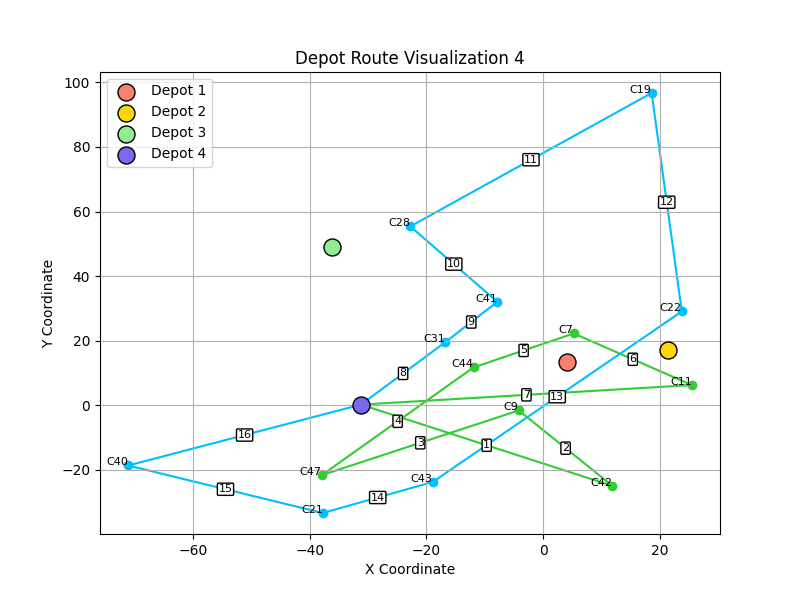 Depot Route Visualization 4
Depot 1
Depot 2
Depot 3
Depot 4
Y Coordinate
100
80
60
40
20
0
−20
−60
−40
−20
0
20
X Coordinate
C19
11
12
C28
10
C41
C22
9
C31
C7
C44
5
6
8
C11
7
13
C9
4
16
3
1
2
C40
C47
C43
C42
15
14
C21